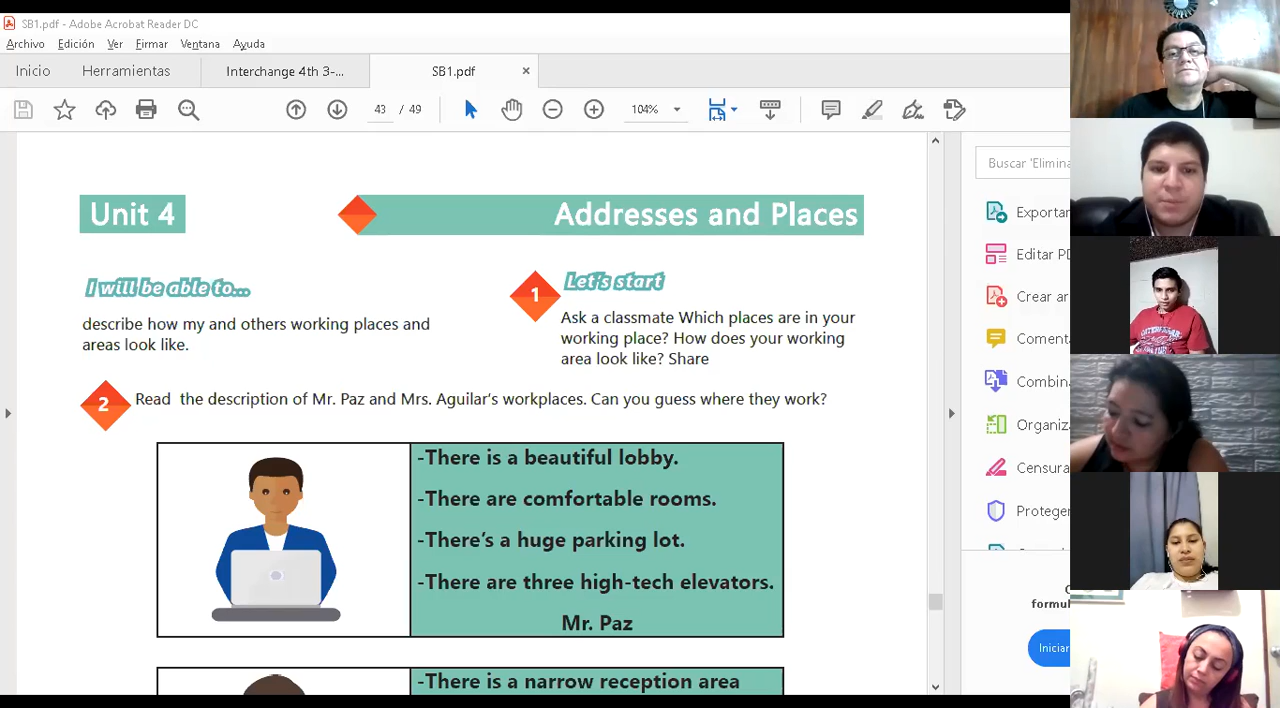 SB1.pdf - Adobe Acrobat Reader DC
Archivo Edición Ver Firmar Ventana Ayuda
Inicio Herramientas Interchange 4th 3-... SB1.pdf ×
43 / 49 104%
Buscar 'Elimina
Exportar
Editar PD
Crear ar
Coment
Combin
Organiz
Censura
Proteger
formu
Iniciar
Unit 4 Addresses and Places
I will be able to...
describe how my and others working places and
areas look like.
1 Let's start
Ask a classmate Which places are in your
working place? How does your working
area look like? Share
2 Read the description of Mr. Paz and Mrs. Aguilar's workplaces. Can you guess where they work?
-There is a beautiful lobby.
-There are comfortable rooms.
-There's a huge parking lot.
-There are three high-tech elevators.
Mr. Paz
-There is a narrow reception area